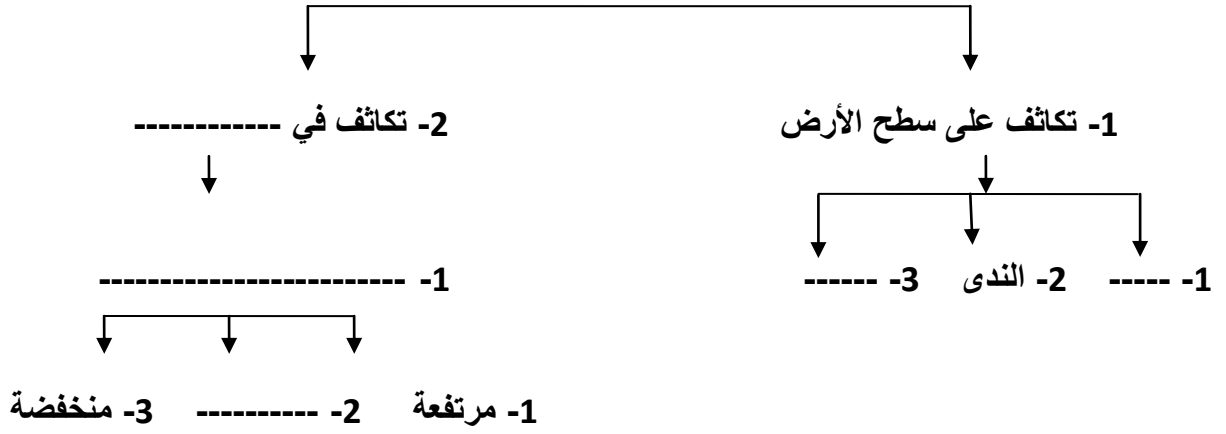 1- تكاثف على سطح الأرض 2- تكاثف في ------------
1- ----- 2- الندى 3- ------ 1- -------------------------
1- مرتفعة 2- ---------- 3- منخفضة